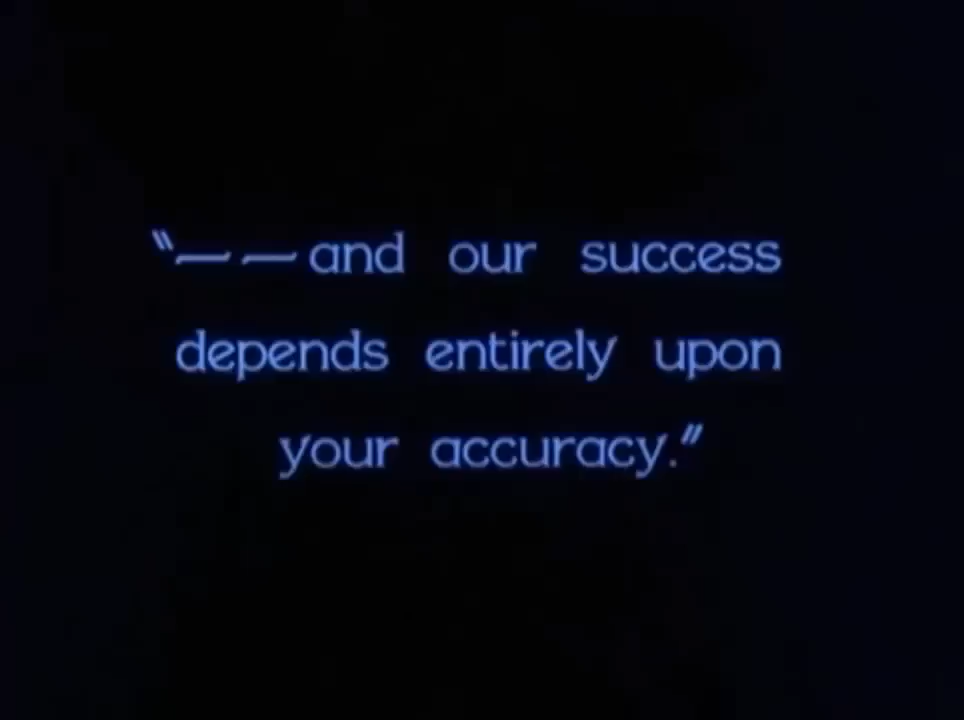 "——and our success
depends entirely upon
your accuracy."